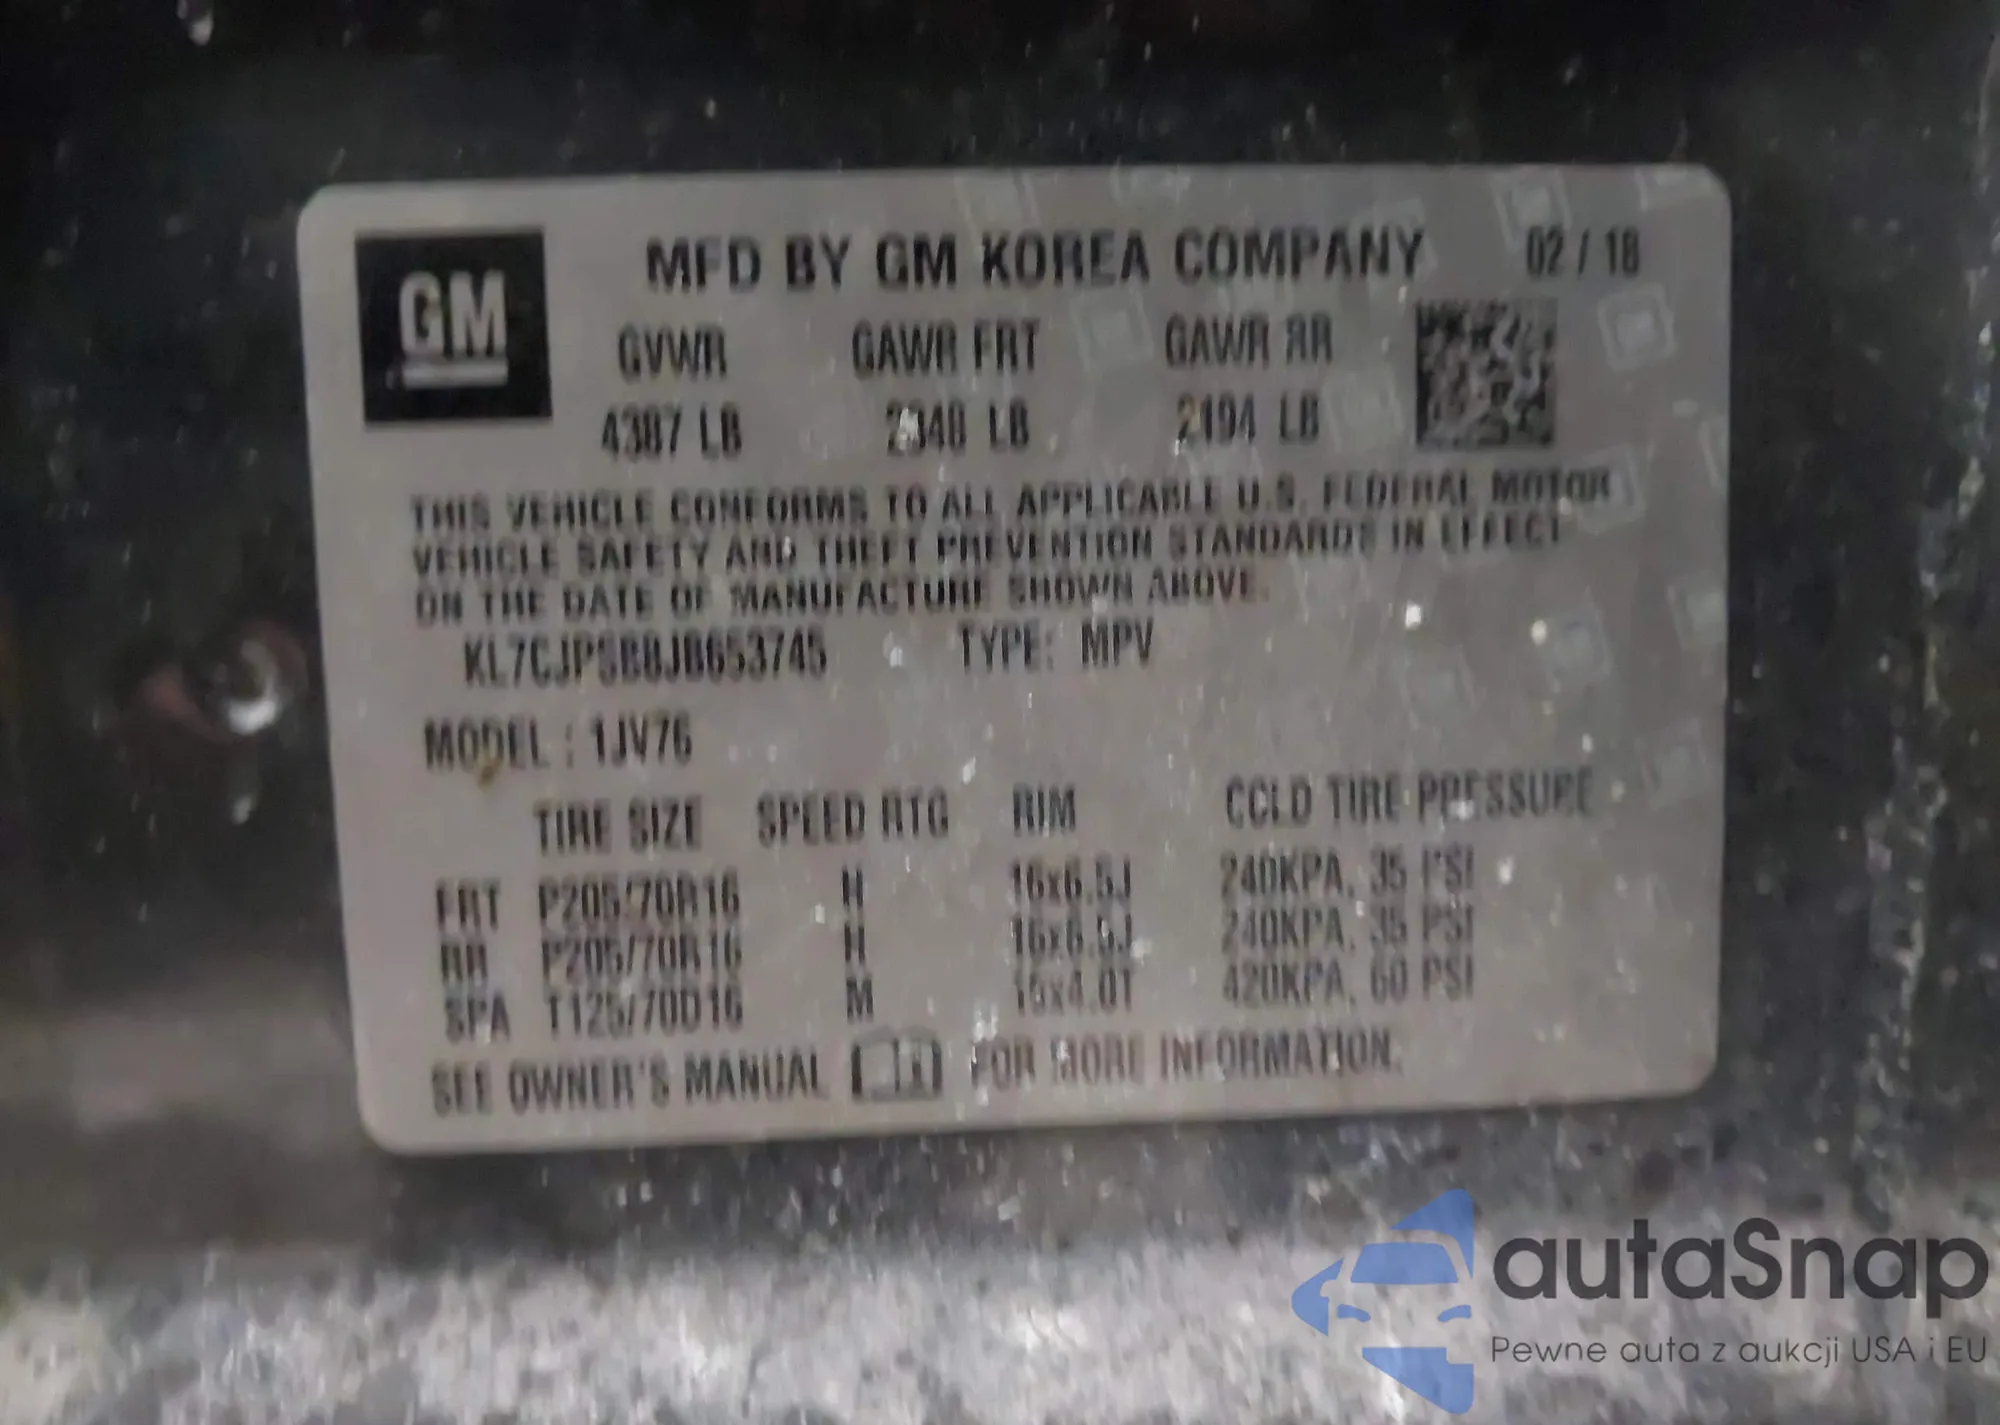 GM
MFD BY GM KOREA COMPANY 02 / 18
GVWR GAWR FRT GAWR RR
4387 LB 2348 LB 2194 LB
THIS VEHICLE CONFORMS TO ALL APPLICABLE U.S. FEDERAL MOTOR
VEHICLE SAFETY AND THEFT PREVENTION STANDARDS IN EFFECT
ON THE DATE OF MANUFACTURE SHOWN ABOVE.
KL7CJPSB8JB653745 TYPE: MPV
MODEL : 1JV76
TIRE SIZE SPEED RTG RIM COLD TIRE PRESSURE
FRT P205/70R16 H 16x6.5J 240KPA, 35 PSI
RR P205/70R16 H 16x6.5J 240KPA, 35 PSI
SPA T125/70D16 M 420KPA, 60 PSI
SEE OWNER'S MANUAL FOR MORE INFORMATION.
autaSnap
Pewne auta z aukcji USA i EU